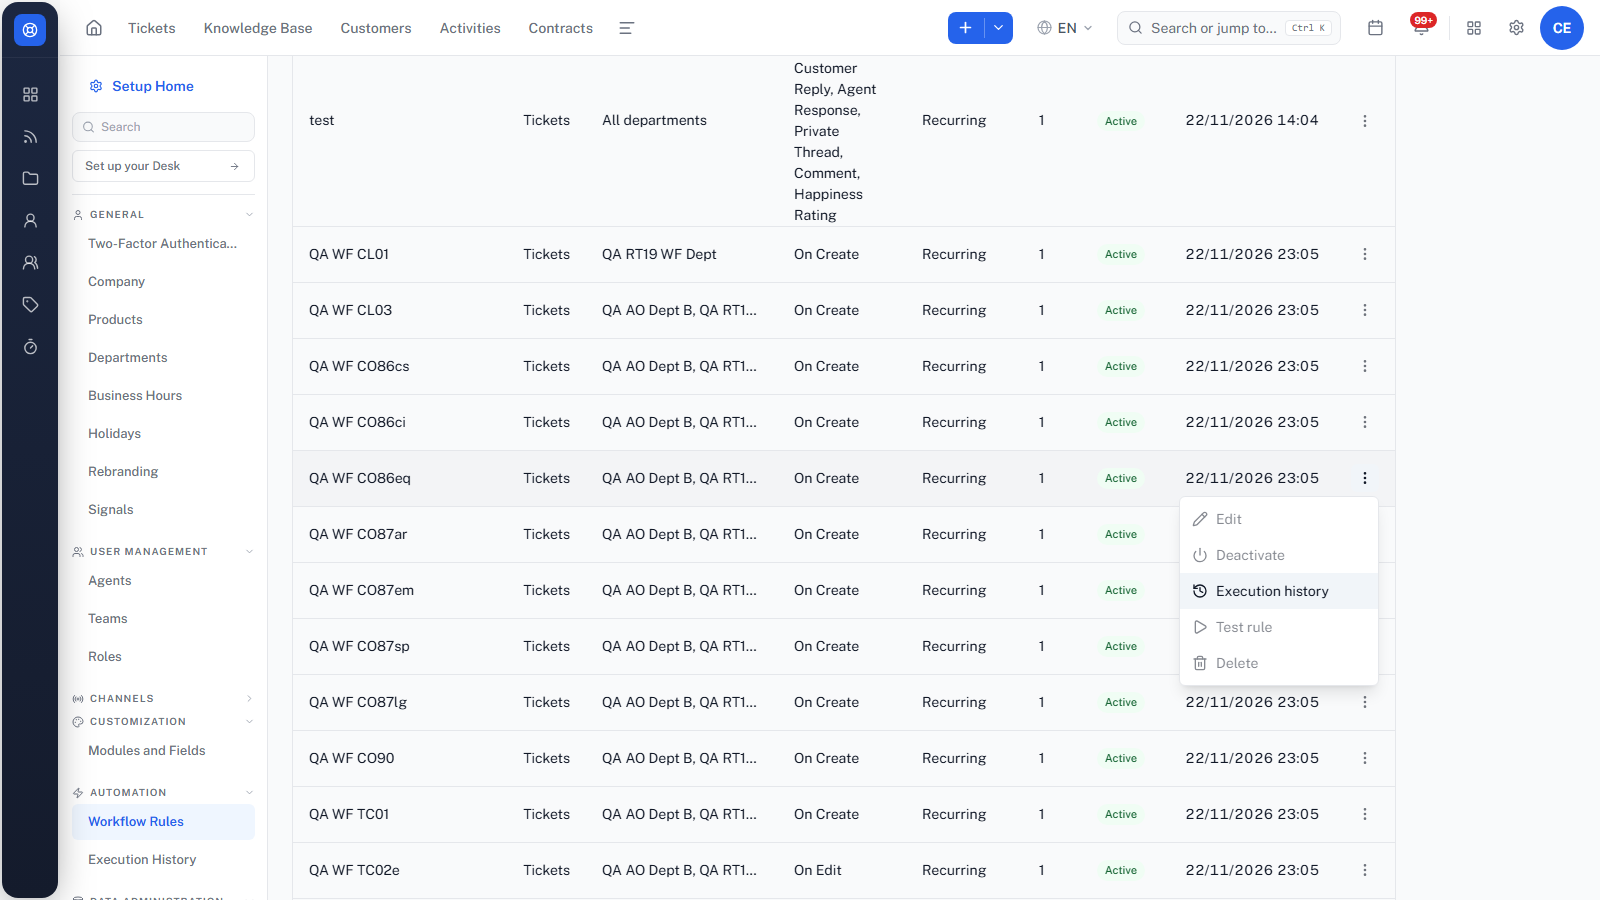 Tickets
Knowledge Base
Customers
Activities
Contracts
EN
Search or jump to...
Ctrl K
99+
CE
Setup Home
Search
Set up your Desk
GENERAL
Two-Factor Authentica...
Company
Products
Departments
Business Hours
Holidays
Rebranding
Signals
USER MANAGEMENT
Agents
Teams
Roles
CHANNELS
CUSTOMIZATION
Modules and Fields
AUTOMATION
Workflow Rules
Execution History
DATA ADMINISTRATION
test Tickets All departments Customer Reply, Agent Response, Private Thread, Comment, Happiness Rating Recurring 1 Active 22/11/2026 14:04
QA WF CL01 Tickets QA RT19 WF Dept On Create Recurring 1 Active 22/11/2026 23:05
QA WF CL03 Tickets QA AO Dept B, QA RT1... On Create Recurring 1 Active 22/11/2026 23:05
QA WF CO86cs Tickets QA AO Dept B, QA RT1... On Create Recurring 1 Active 22/11/2026 23:05
QA WF CO86ci Tickets QA AO Dept B, QA RT1... On Create Recurring 1 Active 22/11/2026 23:05
QA WF CO86eq Tickets QA AO Dept B, QA RT1... On Create Recurring 1 Active 22/11/2026 23:05
QA WF CO87ar Tickets QA AO Dept B, QA RT1... On Create Recurring 1 Active
QA WF CO87em Tickets QA AO Dept B, QA RT1... On Create Recurring 1 Active
QA WF CO87sp Tickets QA AO Dept B, QA RT1... On Create Recurring 1 Active
QA WF CO87lg Tickets QA AO Dept B, QA RT1... On Create Recurring 1 Active 22/11/2026 23:05
QA WF CO90 Tickets QA AO Dept B, QA RT1... On Create Recurring 1 Active 22/11/2026 23:05
QA WF TC01 Tickets QA AO Dept B, QA RT1... On Create Recurring 1 Active 22/11/2026 23:05
QA WF TC02e Tickets QA AO Dept B, QA RT1... On Edit Recurring 1 Active 22/11/2026 23:05
Edit
Deactivate
Execution history
Test rule
Delete